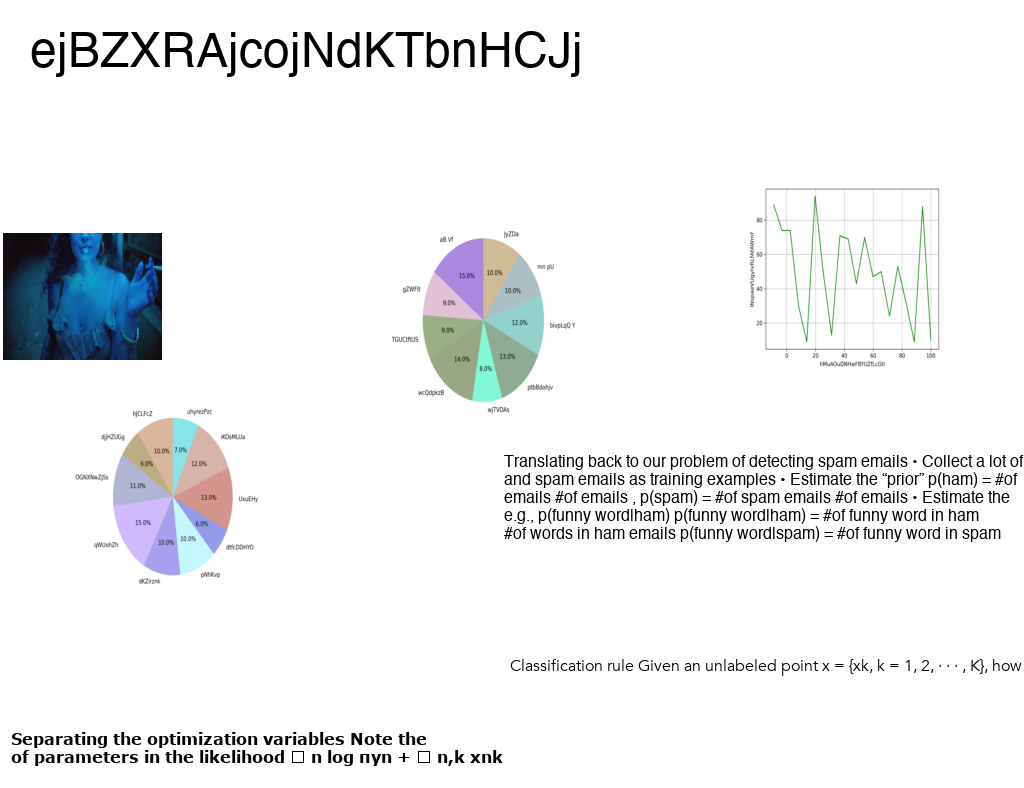 ejBZXRAjcojNdKTbnHCJj
aB Vf
JyZDa
mn pU
bivpLqQ Y
ptbBdohjv
wjTVDAs
wcQdpkzB
TGUCtftUS
gZWFlt
15.0%
10.0%
10.0%
12.0%
13.0%
8.0%
14.0%
9.0%
9.0%
80
60
40
20
0 20 40 60 80 100
hJCLFcZ
uhyrezPzc
iKOsMLUa
UxuEHy
dtfcDDHYO
pNhKvp
dKZirznk
qWUohZh
OGNXNwZJSs
djjHZUGg
10.0%
7.0%
12.0%
13.0%
6.0%
10.0%
10.0%
15.0%
11.0%
6.0%
Translating back to our problem of detecting spam emails • Collect a lot of
and spam emails as training examples • Estimate the “prior” p(ham) = #of
emails #of emails , p(spam) = #of spam emails #of emails • Estimate the
e.g., p(funny word|ham) p(funny word|ham) = #of funny word in ham
#of words in ham emails p(funny word|spam) = #of funny word in spam
Classification rule Given an unlabeled point x = {xk, k = 1, 2, · · · , K}, how
Separating the optimization variables Note the
of parameters in the likelihood □ n log πyn + □ n,k xnk